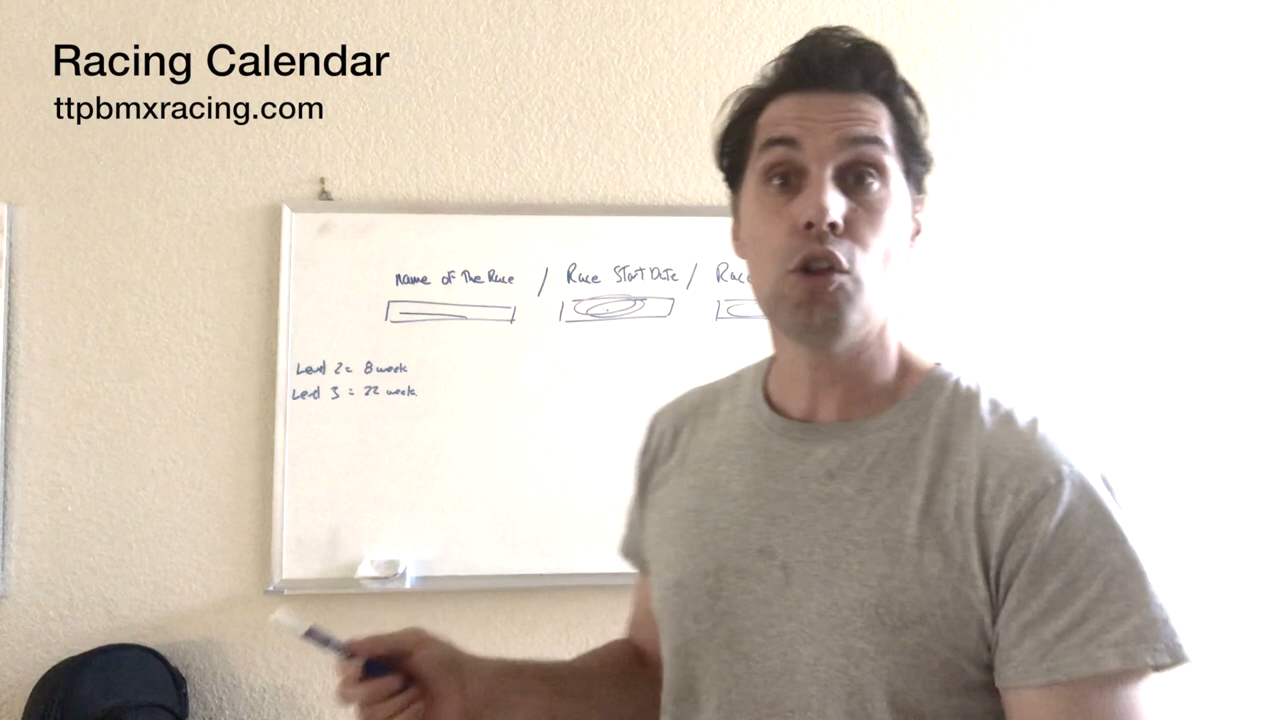 Racing Calendar
ttpbmxracing.com
Name of The Race / Race Start Date / Race
Level 2 = 8 week
Level 3 = 22 week